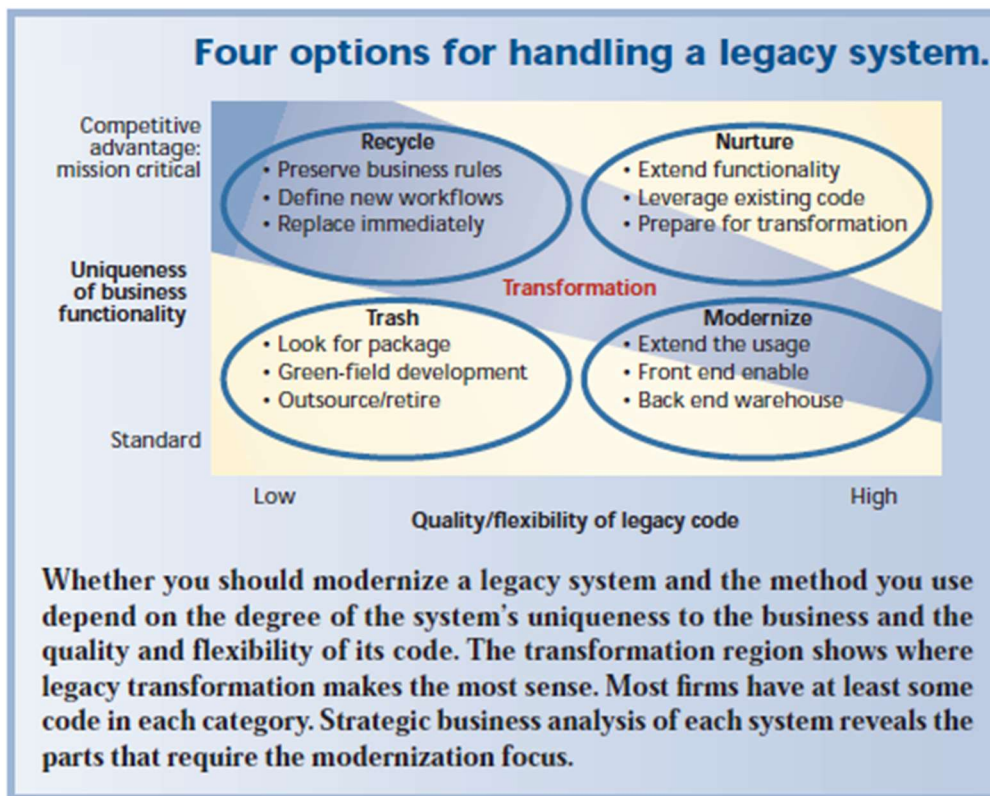 Four options for handling a legacy system.
Competitive
advantage:
mission critical
Uniqueness
of business
functionality
Standard
Recycle
• Preserve business rules
• Define new workflows
• Replace immediately
Nurture
• Extend functionality
• Leverage existing code
• Prepare for transformation
Transformation
Trash
• Look for package
• Green-field development
• Outsource/retire
Modernize
• Extend the usage
• Front end enable
• Back end warehouse
Low
High
Quality/flexibility of legacy code
Whether you should modernize a legacy system and the method you use
depend on the degree of the system's uniqueness to the business and the
quality and flexibility of its code. The transformation region shows where
legacy transformation makes the most sense. Most firms have at least some
code in each category. Strategic business analysis of each system reveals the
parts that require the modernization focus.